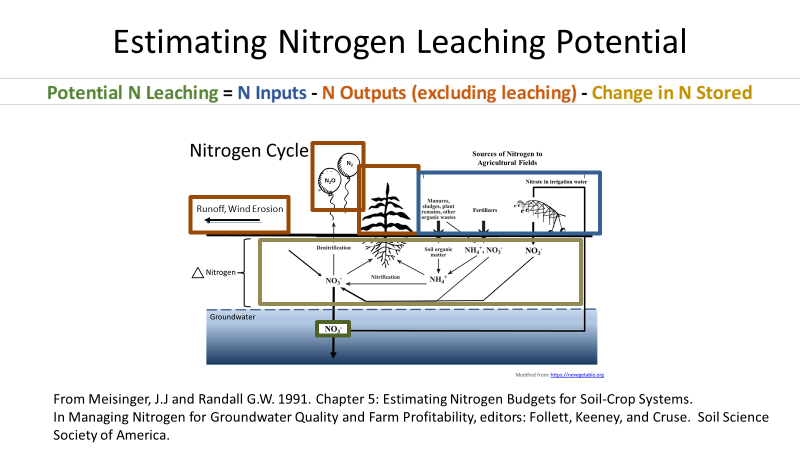 Estimating Nitrogen Leaching Potential
Potential N Leaching = N Inputs - N Outputs (excluding leaching) - Change in N Stored
Nitrogen Cycle
Sources of Nitrogen to
Agricultural Fields
N₂
N₂O
Nitrate in irrigation water
Runoff, Wind Erosion
Manures,
sludges, plant
remains, other
organic wastes
Fertilizers
Denitrification
Soil organic
matter
NH₄⁺, NO₃⁻
NO₃⁻
△ Nitrogen
Nitrification
NO₃⁻
NH₄⁺
Groundwater
NO₃⁻
Modified from: https://nevegetable.org
From Meisinger, J.J and Randall G.W. 1991. Chapter 5: Estimating Nitrogen Budgets for Soil-Crop Systems.
In Managing Nitrogen for Groundwater Quality and Farm Profitability, editors: Follett, Keeney, and Cruse. Soil Science
Society of America.